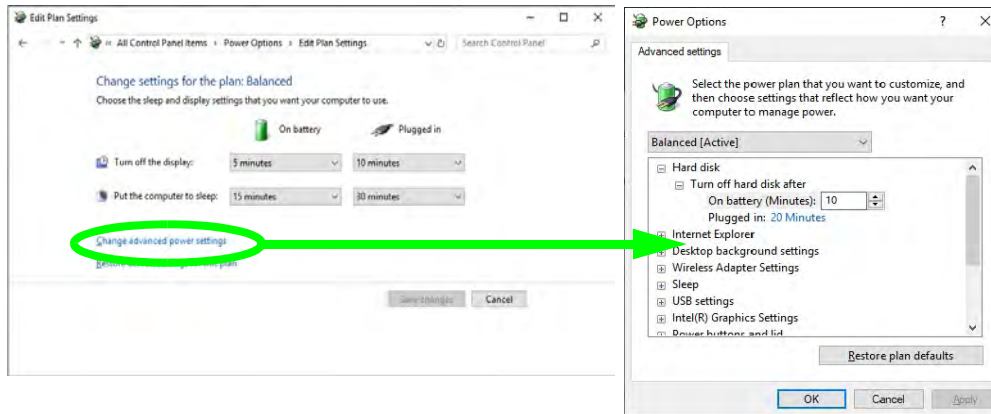 Edit Plan Settings
« All Control Panel Items › Power Options › Edit Plan Settings
Search Control Panel
Change settings for the plan: Balanced
Choose the sleep and display settings that you want your computer to use.
On battery Plugged in
Turn off the display: 5 minutes 10 minutes
Put the computer to sleep: 15 minutes 30 minutes
Change advanced power settings
plan
Save changes Cancel
Power Options
Advanced settings
Select the power plan that you want to customize, and
then choose settings that reflect how you want your
computer to manage power.
Balanced [Active]
Hard disk
Turn off hard disk after
On battery (Minutes): 10
Plugged in: 20 Minutes
Internet Explorer
Desktop background settings
Wireless Adapter Settings
Sleep
USB settings
Intel(R) Graphics Settings
Power buttons and lid
Restore plan defaults
OK Cancel Apply